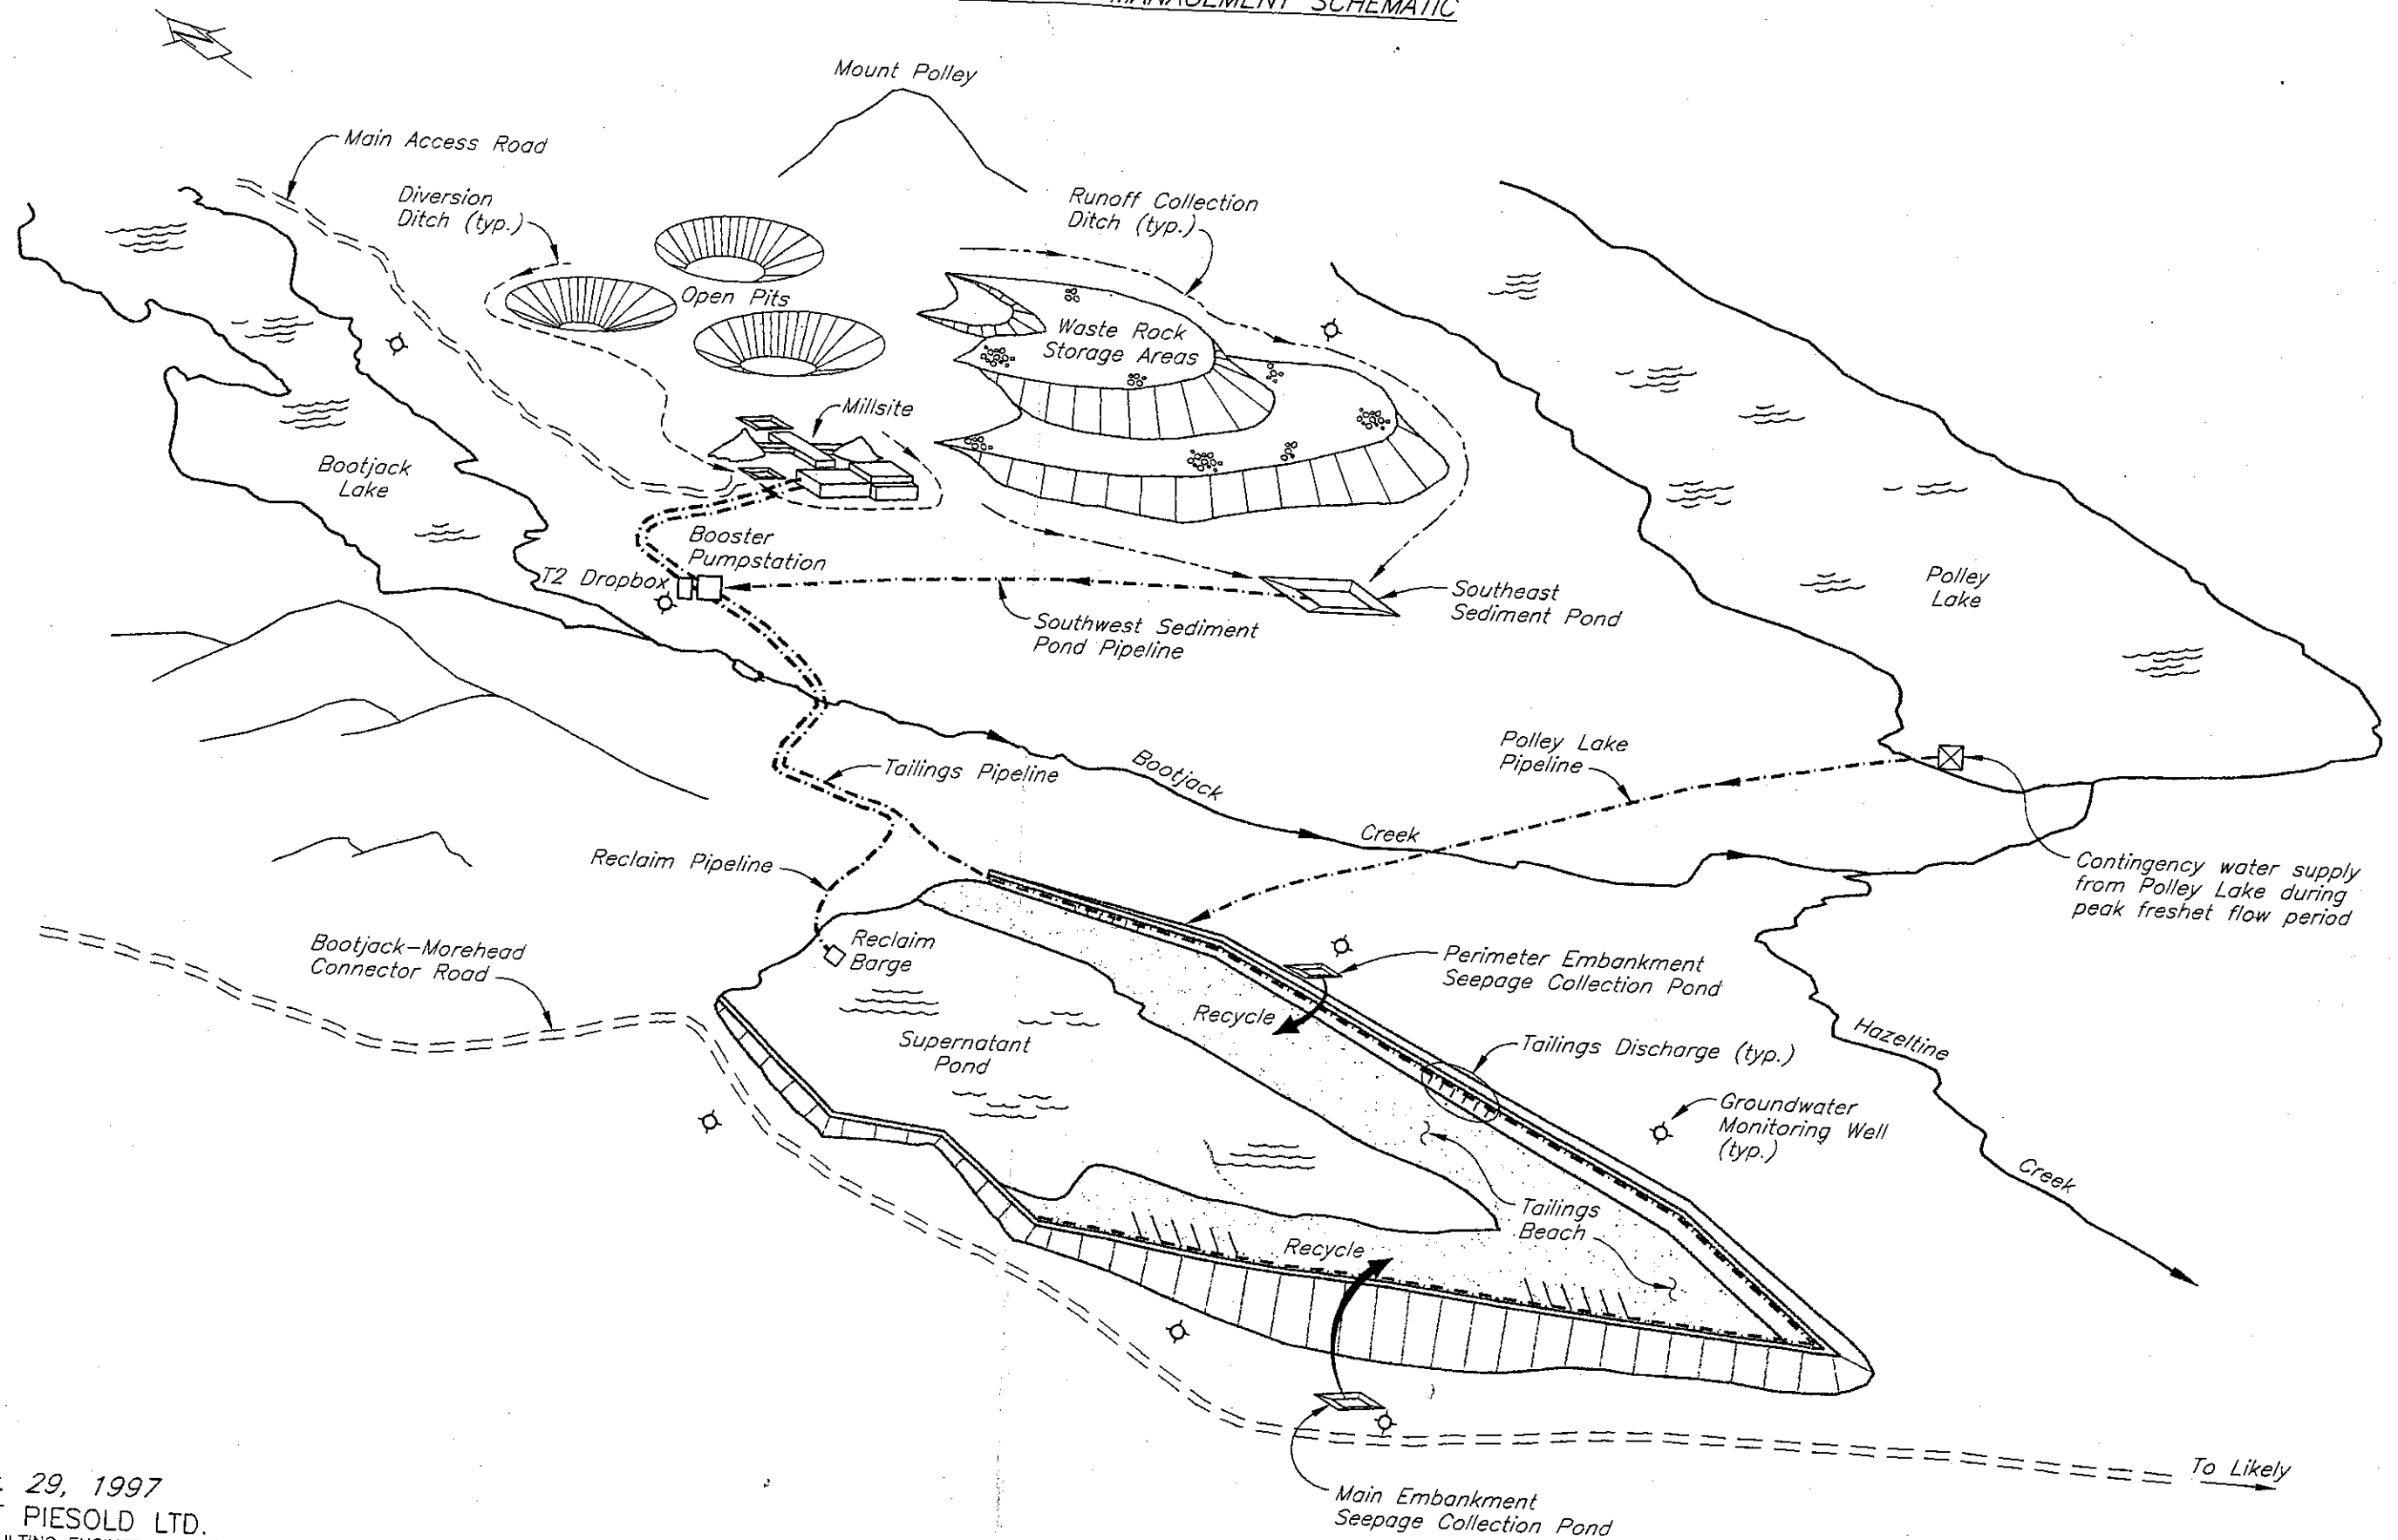 MANAGEMENT SCHEMATIC
Mount Polley
Main Access Road
Diversion
Ditch (typ.)
Runoff Collection
Ditch (typ.)
Open Pits
Waste Rock
Storage Areas
Millsite
Bootjack
Lake
Booster
Pumpstation
T2 Dropbox
Southwest Sediment
Pond Pipeline
Southeast
Sediment Pond
Polley
Lake
Polley Lake
Pipeline
Bootjack
Creek
Tailings Pipeline
Reclaim Pipeline
Contingency water supply
from Polley Lake during
peak freshet flow period
Bootjack-Morehead
Connector Road
Reclaim
Barge
Perimeter Embankment
Seepage Collection Pond
Recycle
Supernatant
Pond
Tailings Discharge (typ.)
Hazeltine
Creek
Groundwater
Monitoring Well
(typ.)
Tailings
Beach
Recycle
To Likely
Main Embankment
Seepage Collection Pond
29, 1997
PIESOLD LTD.